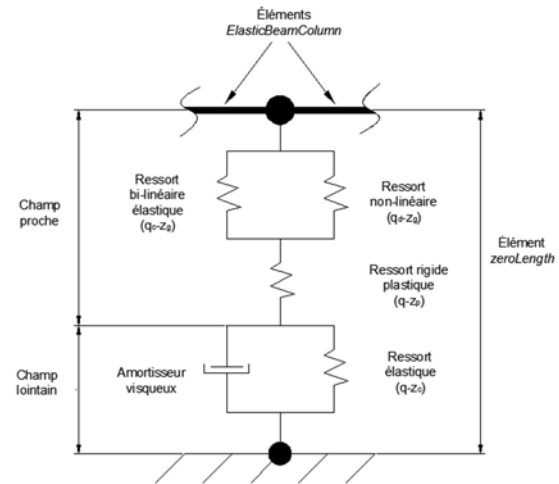 Éléments
ElasticBeamColumn
Ressort
bi-linéaire
élastique
(qc-zg)
Ressort
non-linéaire
(qd-zg)
Champ
proche
Élément
zeroLength
Ressort rigide
plastique
(q-zp)
Champ
lointain
Amortisseur
visqueux
Ressort
élastique
(q-zc)